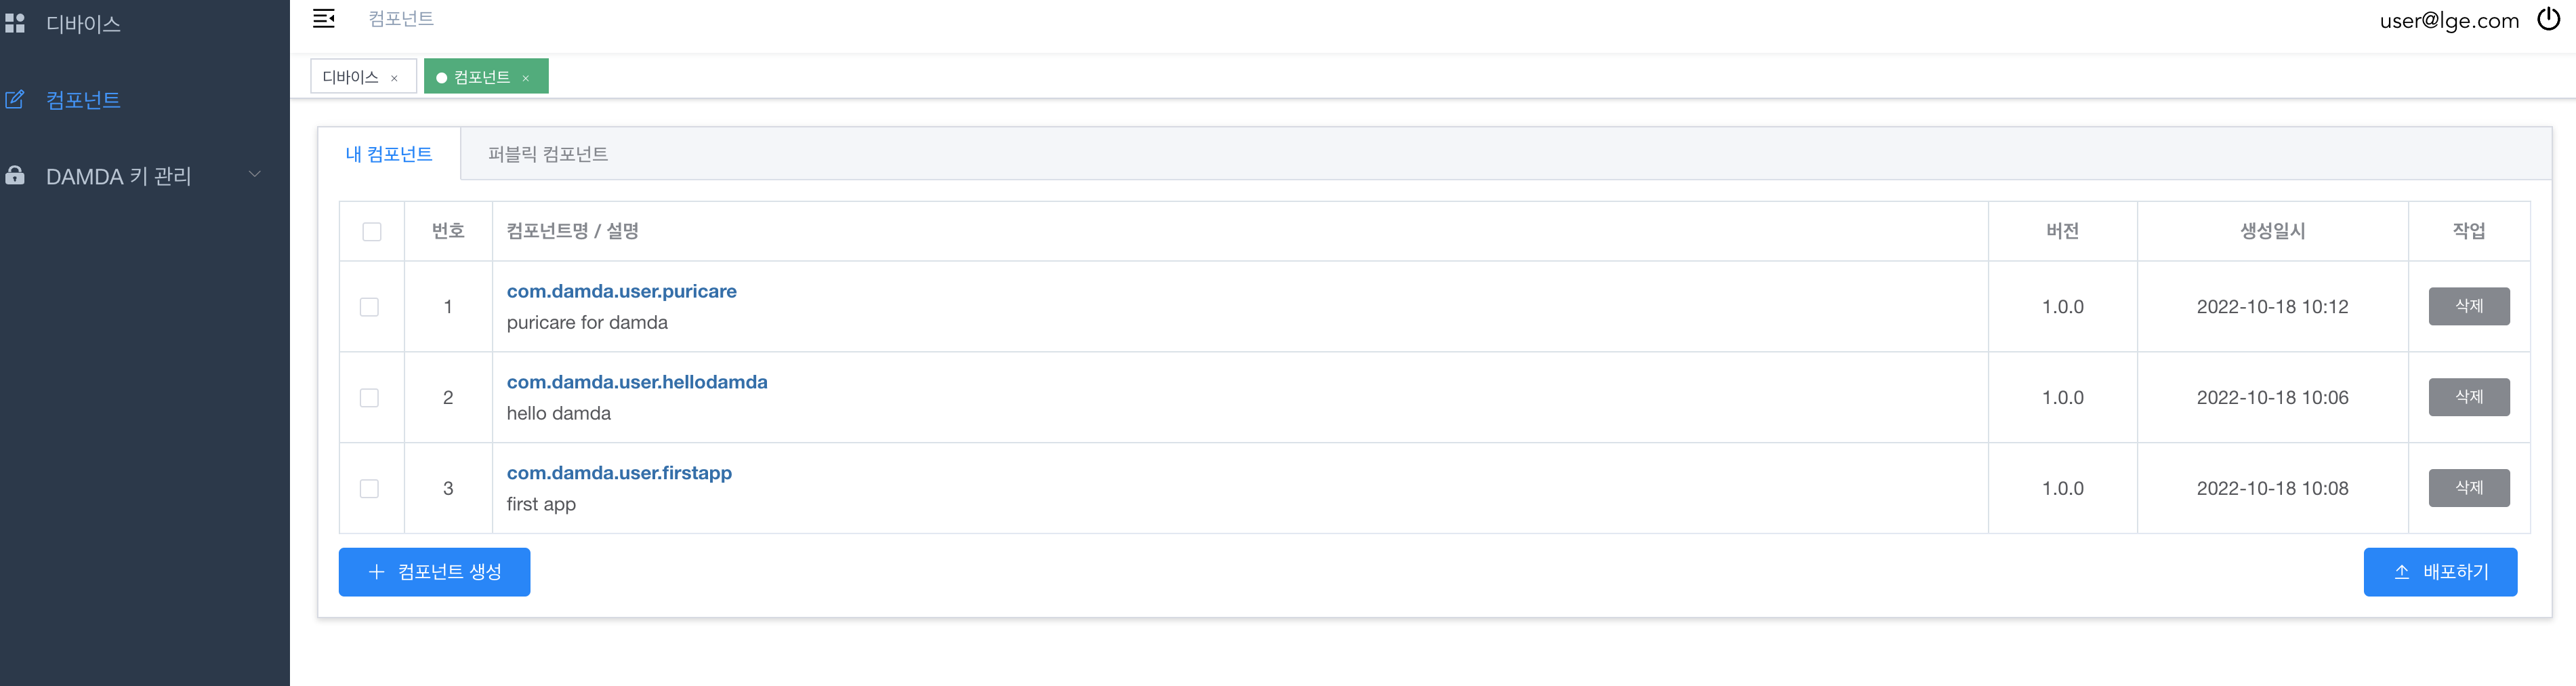 디바이스
컴포넌트
DAMDA 키 관리
컴포넌트
user@lge.com
디바이스 ×
컴포넌트 ×
내 컴포넌트
퍼블릭 컴포넌트
번호 컴포넌트명 / 설명 버전 생성일시 작업
1 com.damda.user.puricare 1.0.0 2022-10-18 10:12 삭제
puricare for damda
2 com.damda.user.hellodamda 1.0.0 2022-10-18 10:06 삭제
hello damda
3 com.damda.user.firstapp 1.0.0 2022-10-18 10:08 삭제
first app
+ 컴포넌트 생성
배포하기